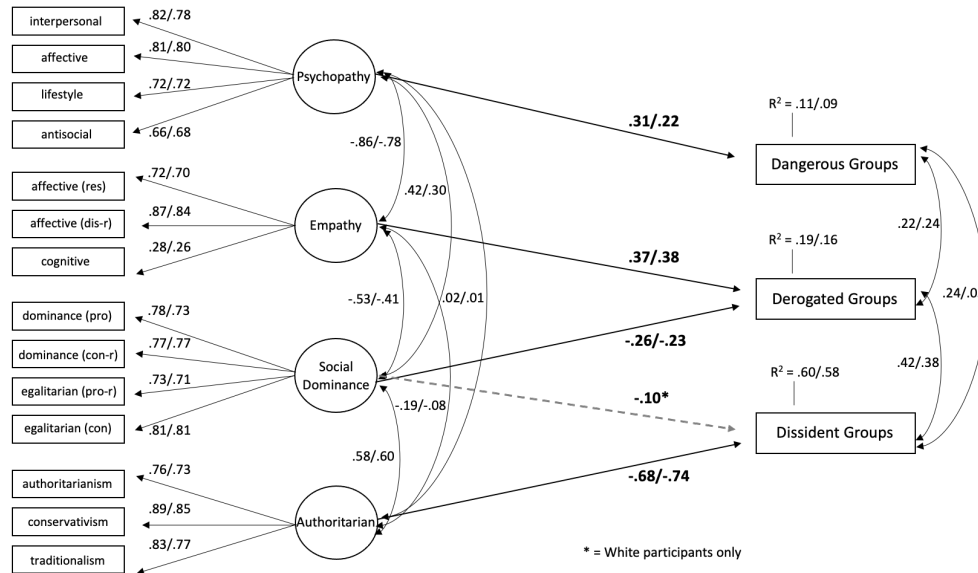 interpersonal
.82/.78
affective
.81/.80
lifestyle
.72/.72
antisocial
.66/.68
Psychopathy
affective (res)
.72/.70
affective (dis-r)
.87/.84
cognitive
.28/.26
Empathy
dominance (pro)
.78/.73
dominance (con-r)
.77/.77
egalitarian (pro-r)
.73/.71
egalitarian (con)
.81/.81
Social
Dominance
authoritarianism
.76/.73
conservativism
.89/.85
traditionalism
.83/.77
Authoritarian
-.86/-.78
.42/.30
-.53/-.41
.02/.01
-.19/-.08
.58/.60
.31/.22
.37/.38
-.26/-.23
-.10*
-.68/-.74
R² = .11/.09
Dangerous Groups
R² = .19/.16
Derogated Groups
R² = .60/.58
Dissident Groups
.22/.24
.24/.0
.42/.38
* = White participants only